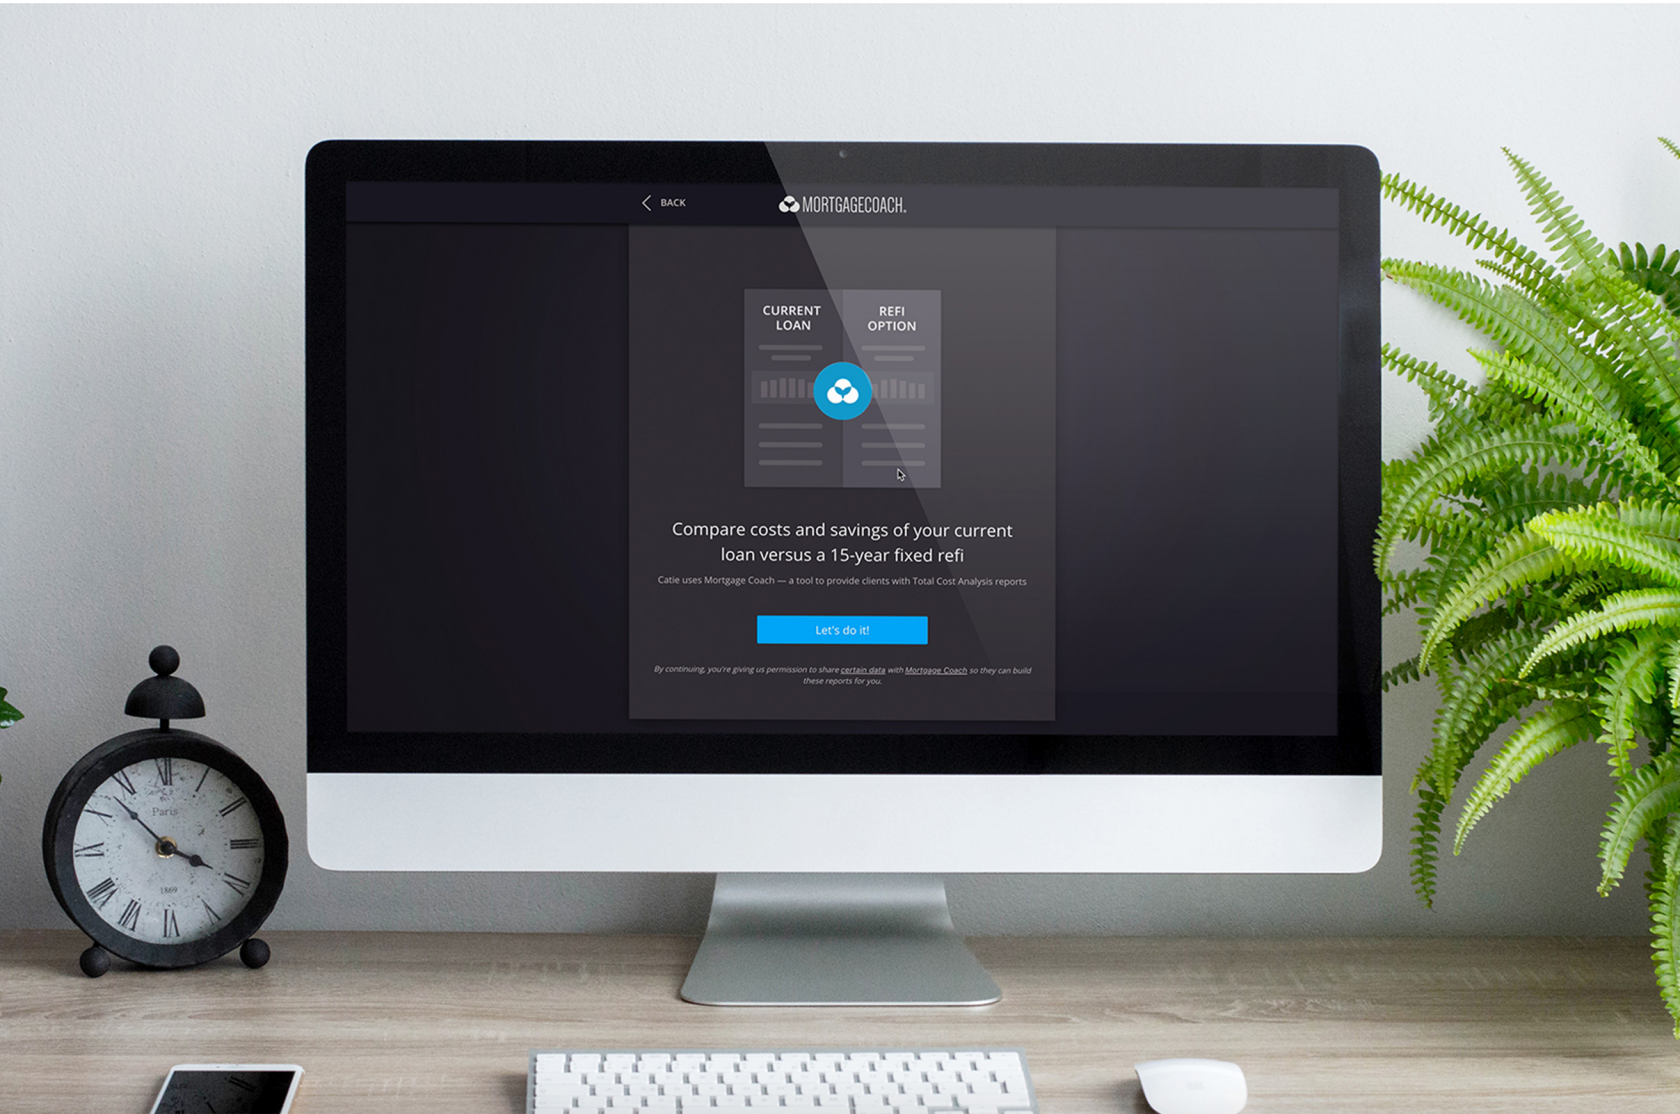 BACK
MORTGAGECOACH.
CURRENT
LOAN
REFI
OPTION
Compare costs and savings of your current
loan versus a 15-year fixed refi
Catie uses Mortgage Coach — a tool to provide clients with Total Cost Analysis reports
Let's do it!
By continuing, you're giving us permission to share certain data with Mortgage Coach so they can build
these reports for you.
Paris
1869